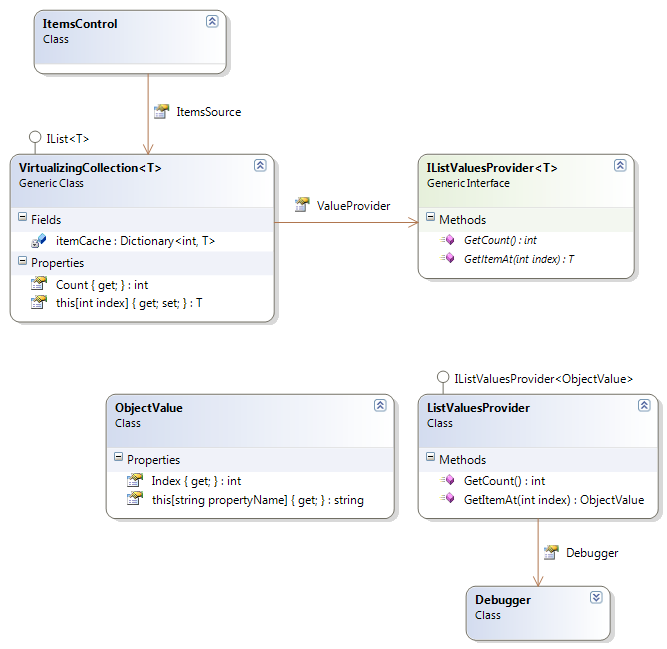 ItemsControl
Class
ItemsSource
IList<T>
VirtualizingCollection<T>
Generic Class
Fields
itemCache : Dictionary<int, T>
Properties
Count { get; } : int
this[int index] { get; set; } : T
ValueProvider
IListValuesProvider<T>
Generic Interface
Methods
GetCount() : int
GetItemAt(int index) : T
ObjectValue
Class
Properties
Index { get; } : int
this[string propertyName] { get; } : string
IListValuesProvider<ObjectValue>
ListValuesProvider
Class
Methods
GetCount() : int
GetItemAt(int index) : ObjectValue
Debugger
Debugger
Class